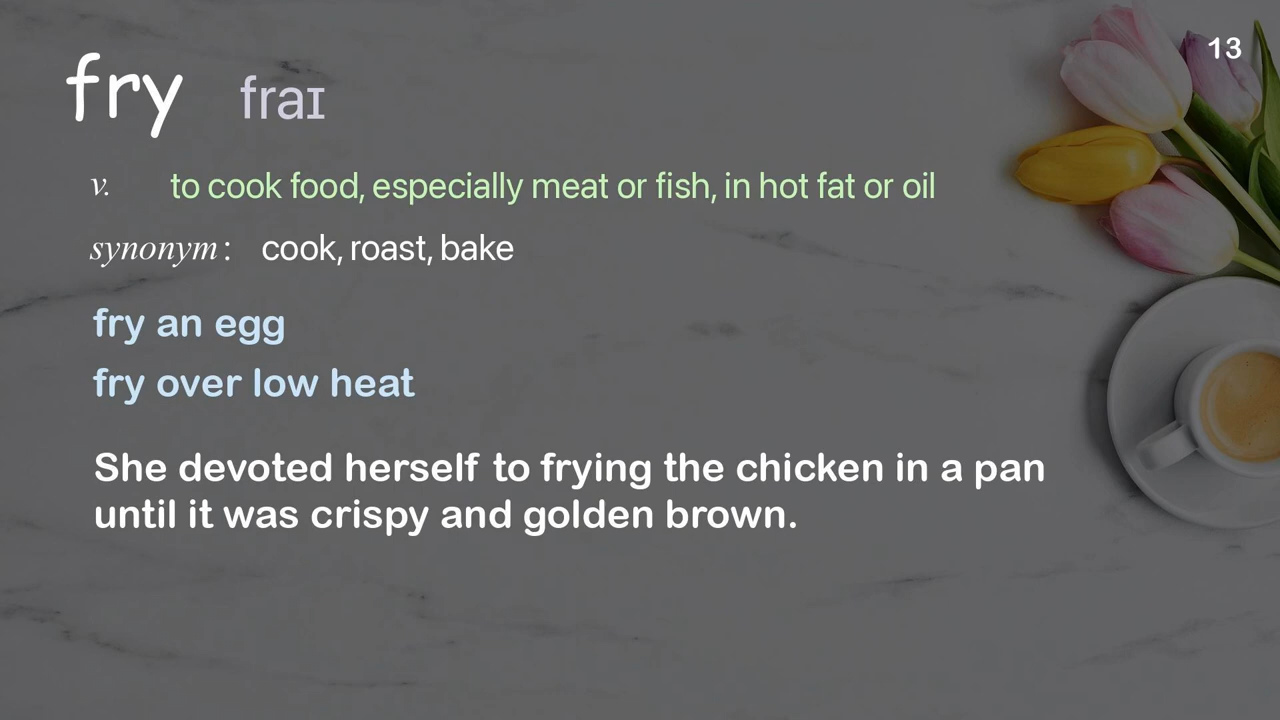 13
fry fraɪ
v. to cook food, especially meat or fish, in hot fat or oil
synonym: cook, roast, bake
fry an egg
fry over low heat
She devoted herself to frying the chicken in a pan
until it was crispy and golden brown.